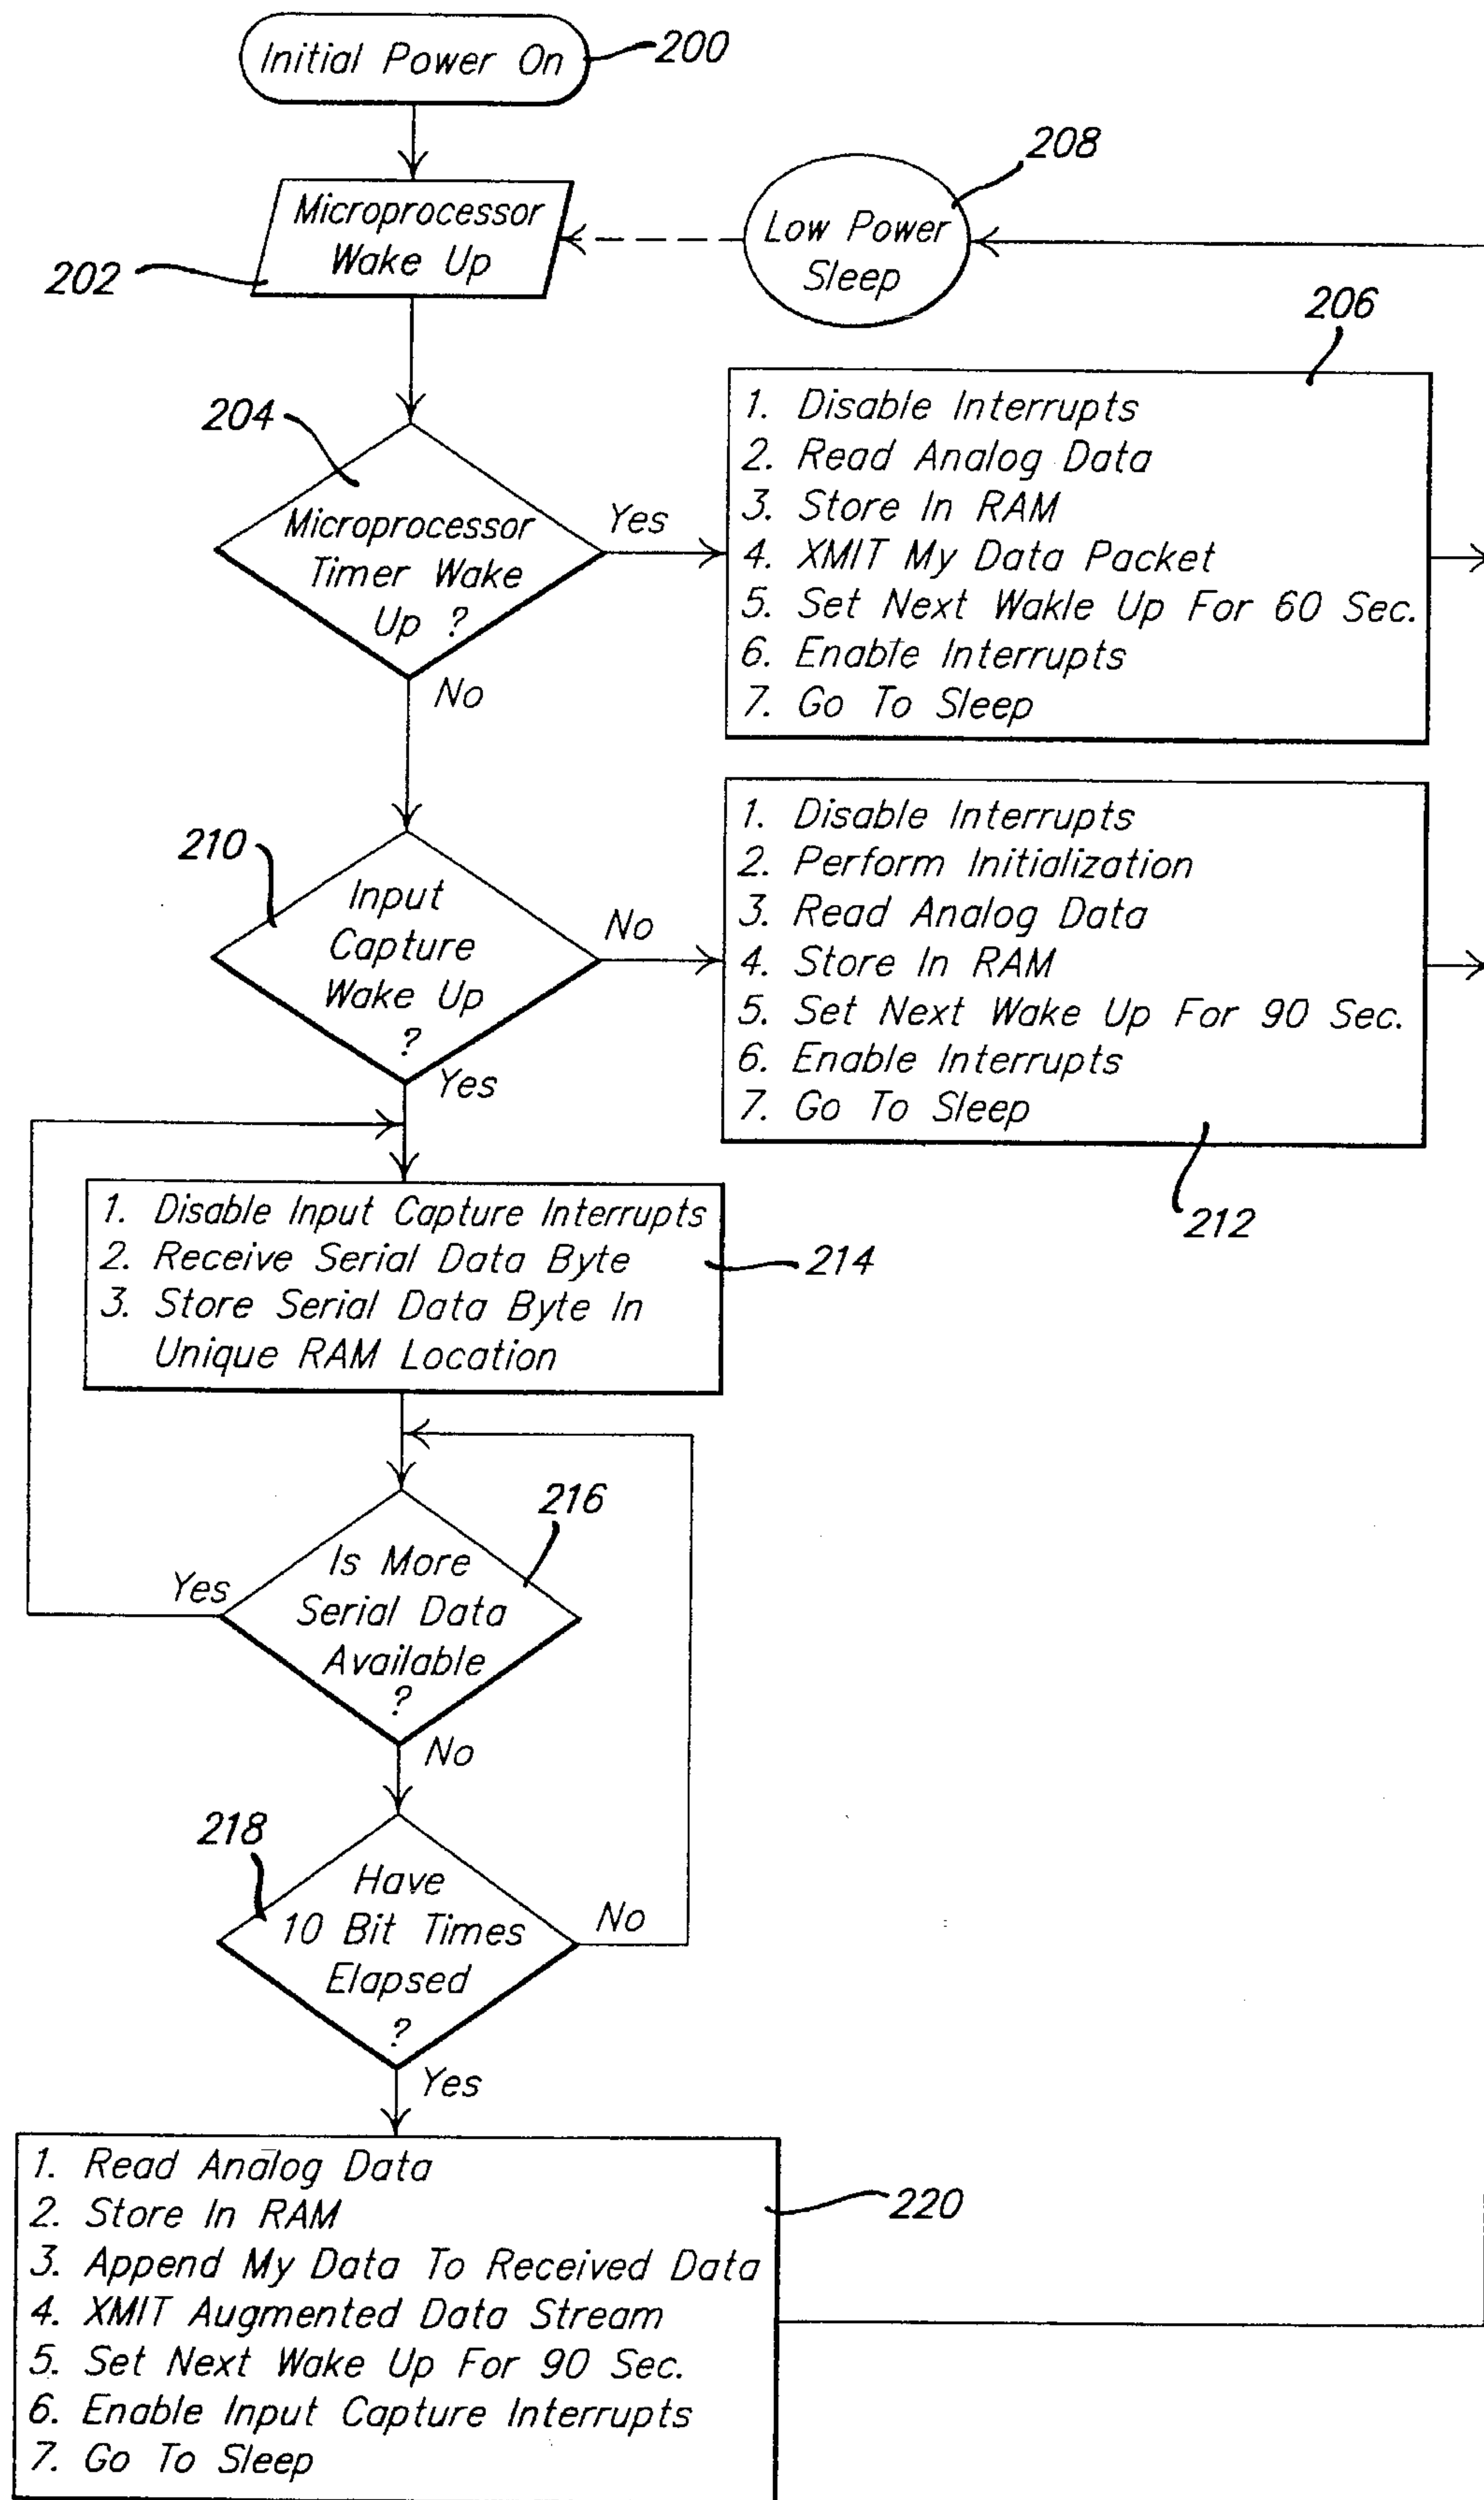 Initial Power On
200
208
Microprocessor
Wake Up
202
Low Power
Sleep
206
204
Microprocessor
Timer Wake
Up ?
Yes
No
1. Disable Interrupts
2. Read Analog Data
3. Store In RAM
4. XMIT My Data Packet
5. Set Next Wakle Up For 60 Sec.
6. Enable Interrupts
7. Go To Sleep
210
Input
Capture
Wake Up
?
No
Yes
1. Disable Interrupts
2. Perform Initialization
3. Read Analog Data
4. Store In RAM
5. Set Next Wake Up For 90 Sec.
6. Enable Interrupts
7. Go To Sleep
212
1. Disable Input Capture Interrupts
2. Receive Serial Data Byte
3. Store Serial Data Byte In
Unique RAM Location
214
216
Is More
Serial Data
Available
?
Yes
No
218
Have
10 Bit Times
Elapsed
?
No
Yes
1. Read Analog Data
2. Store In RAM
3. Append My Data To Received Data
4. XMIT Augmented Data Stream
5. Set Next Wake Up For 90 Sec.
6. Enable Input Capture Interrupts
7. Go To Sleep
220